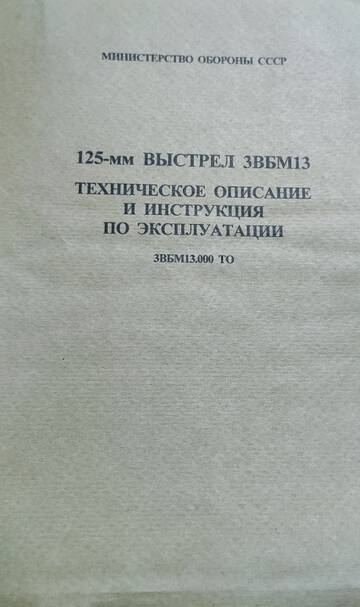 МИНИСТЕРСТВО ОБОРОНЫ СССР
125-мм ВЫСТРЕЛ 3ВБМ13
ТЕХНИЧЕСКОЕ ОПИСАНИЕ
И ИНСТРУКЦИЯ
ПО ЭКСПЛУАТАЦИИ
3ВБМ13.000 ТО